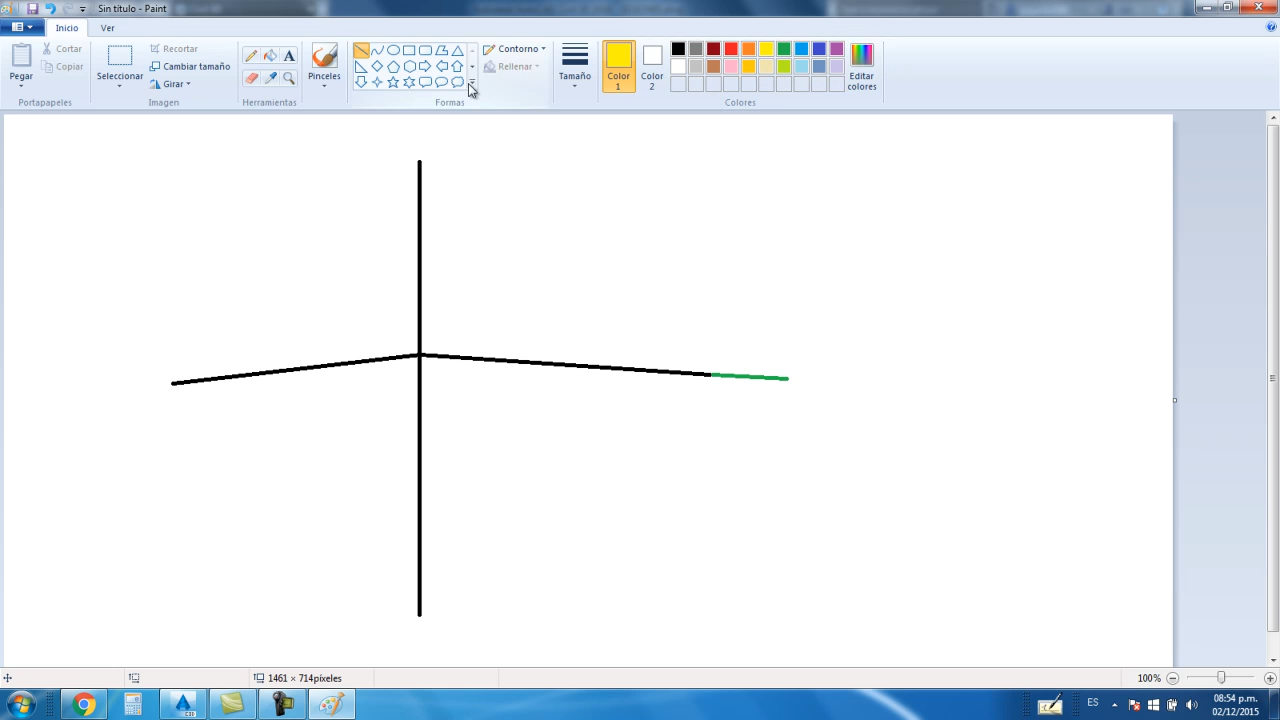 Sin título - Paint
Inicio Ver
Pegar
Cortar
Copiar
Portapapeles
Seleccionar
Recortar
Cambiar tamaño
Girar
Imagen
A
Herramientas
Pinceles
Contorno
Rellenar
Formas
Tamaño
Color 1
Color 2
Editar colores
Colores
1461 × 714píxeles
100%
ES
08:54 p.m.
02/12/2015